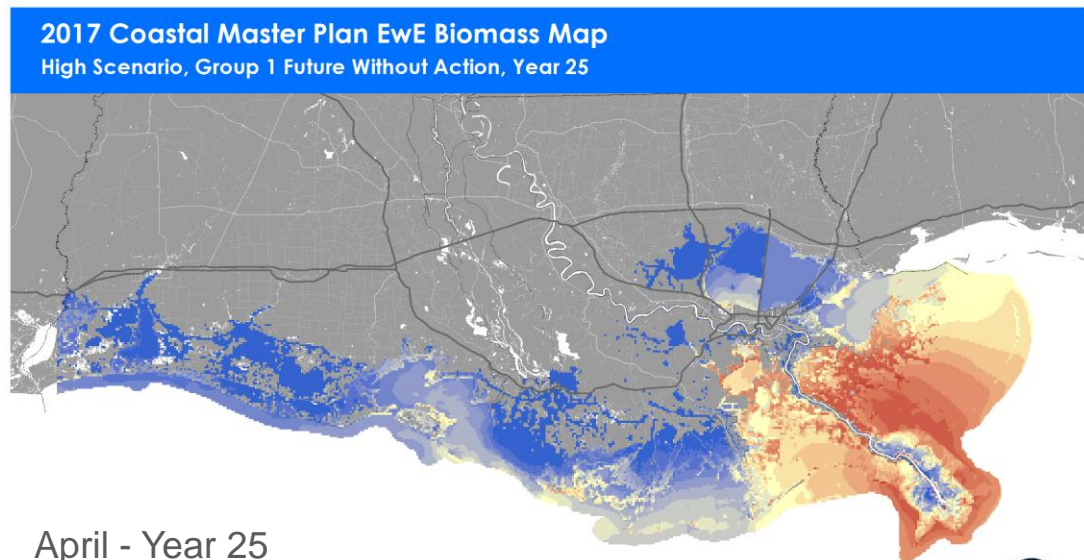 2017 Coastal Master Plan EwE Biomass Map
High Scenario, Group 1 Future Without Action, Year 25
April - Year 25